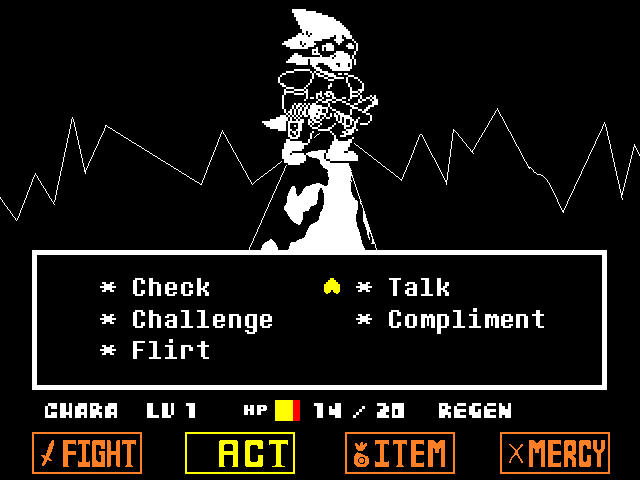 * Check * Talk
* Challenge * Compliment
* Flirt
CHARA LV 1 HP 14 / 20 REGEN
FIGHT ACT ITEM MERCY